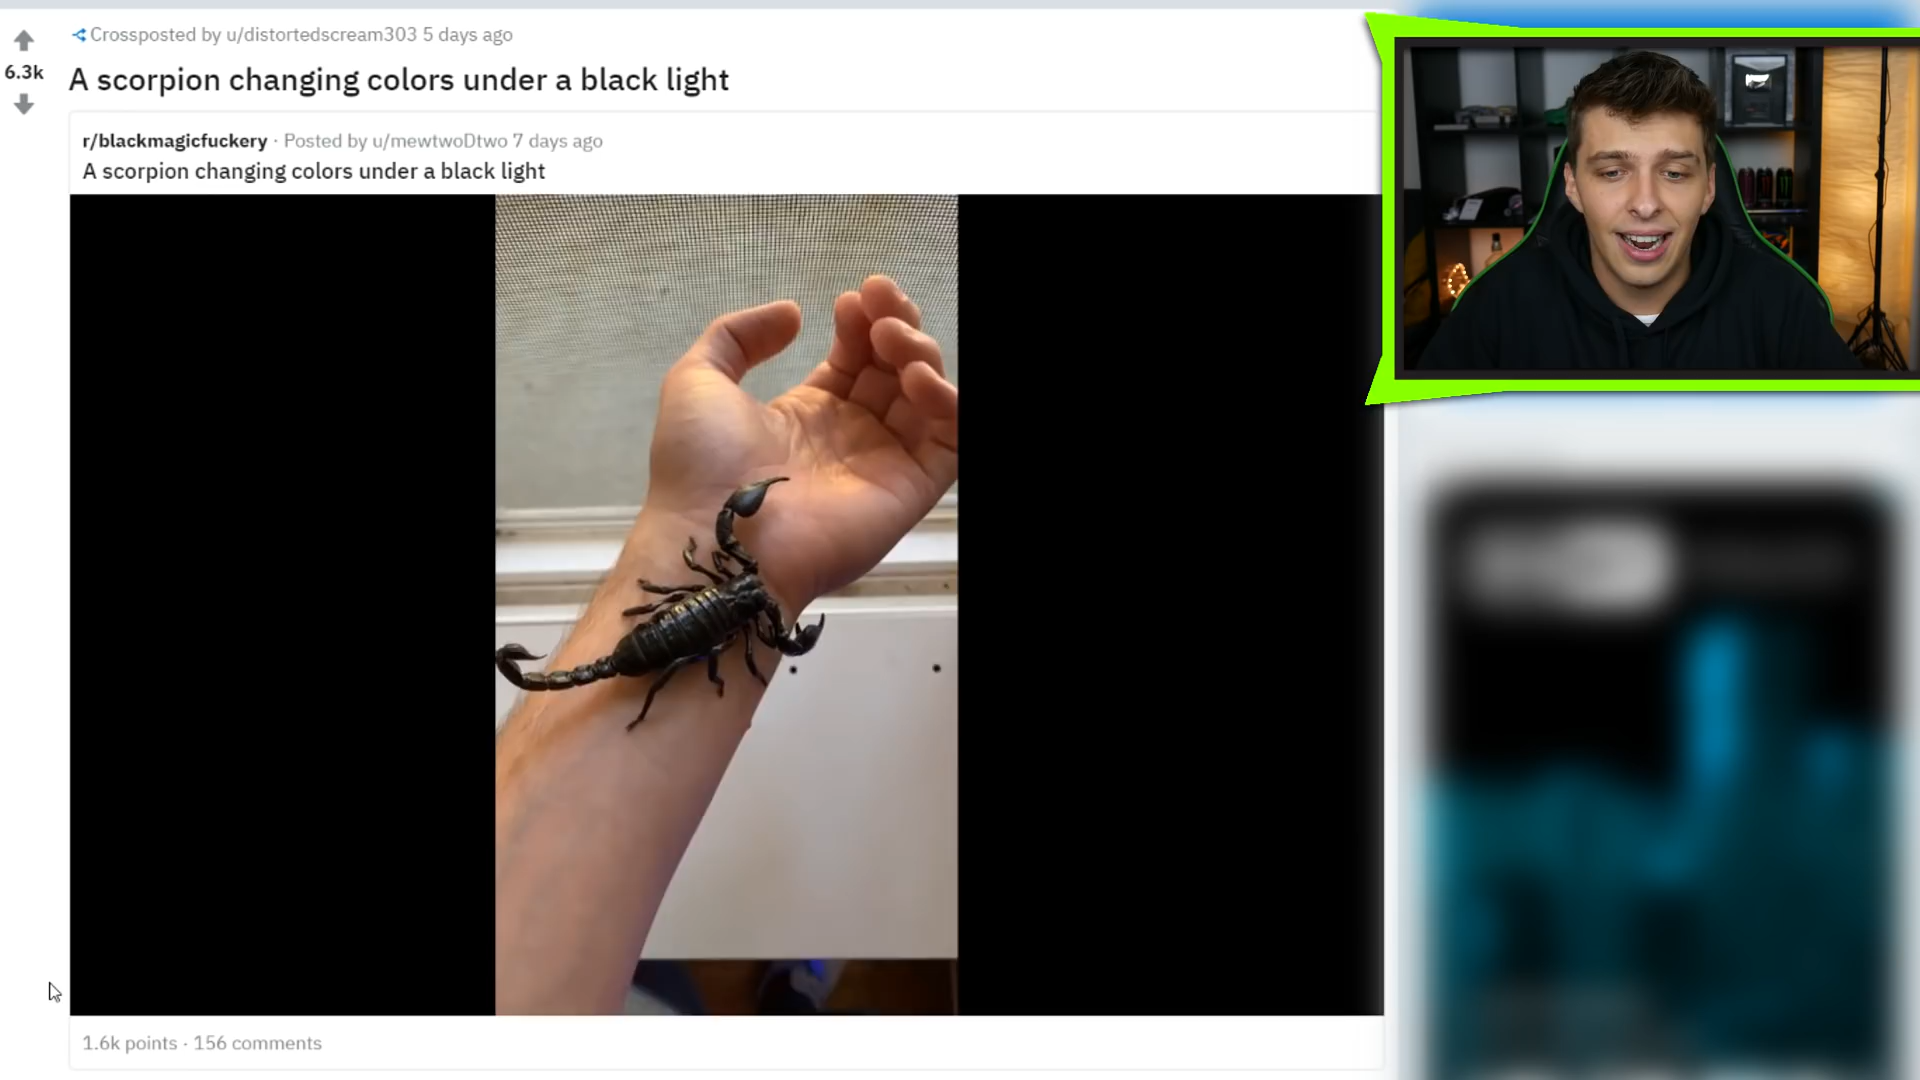 Crossposted by u/distortedscream303 5 days ago
6.3k
A scorpion changing colors under a black light
r/blackmagicfuckery · Posted by u/mewtwoDtwo 7 days ago
A scorpion changing colors under a black light
1.6k points · 156 comments